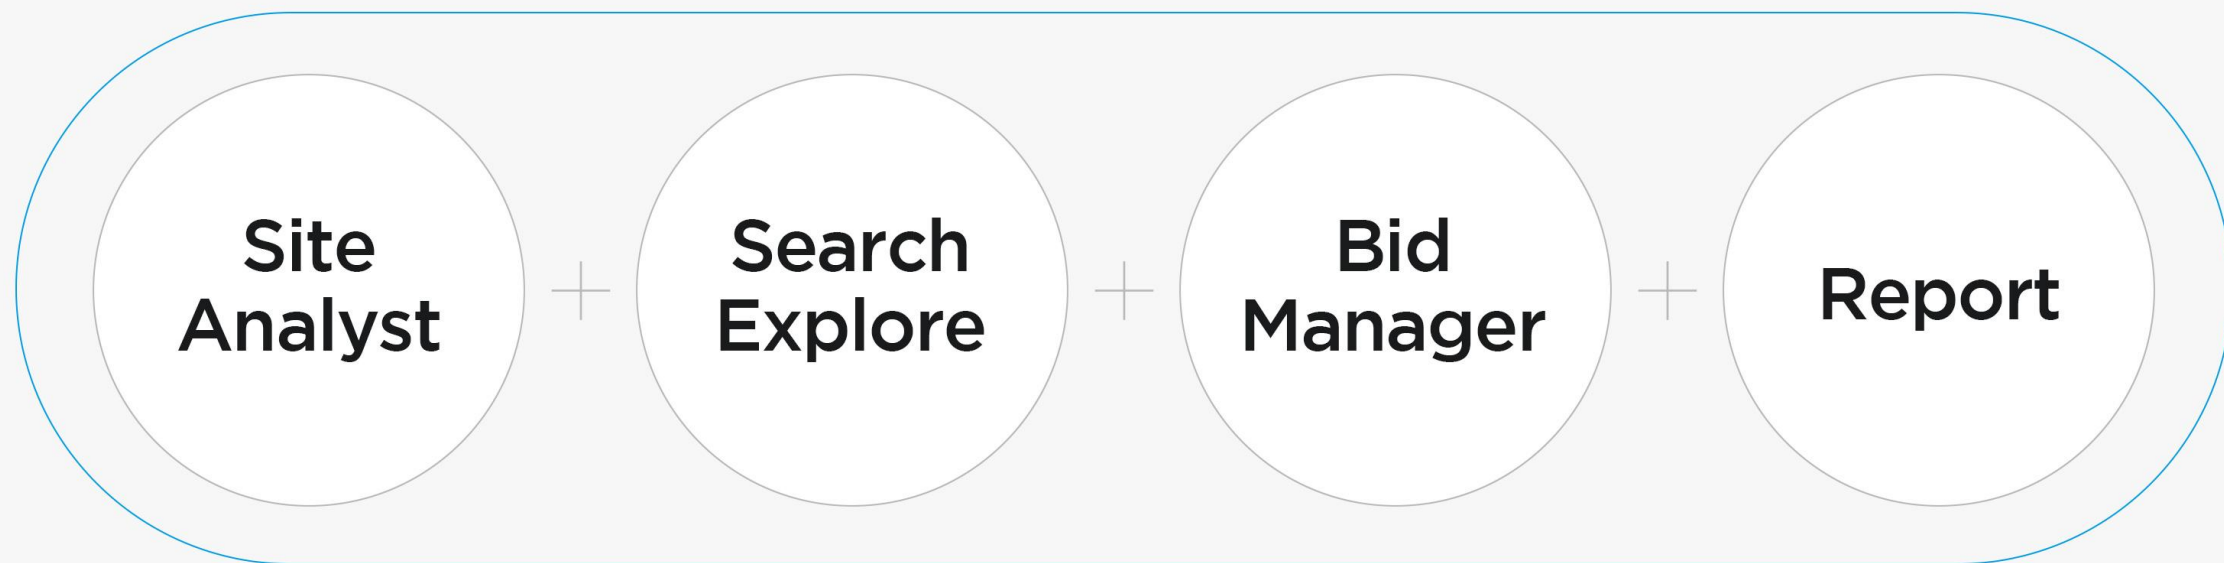 Site
Analyst
Search
Explore
Bid
Manager
Report